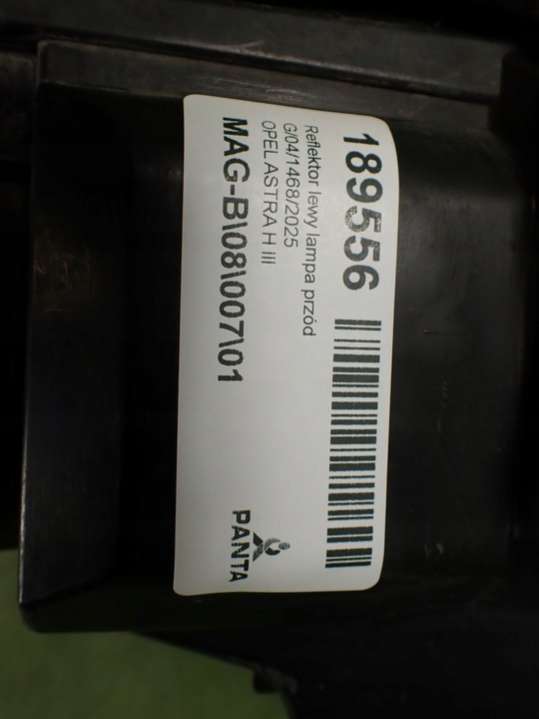 189556
Reflektor lewy lampa przód
G/04/1468/2025
OPEL ASTRA H III
MAG-B\08\007\01
PANTA